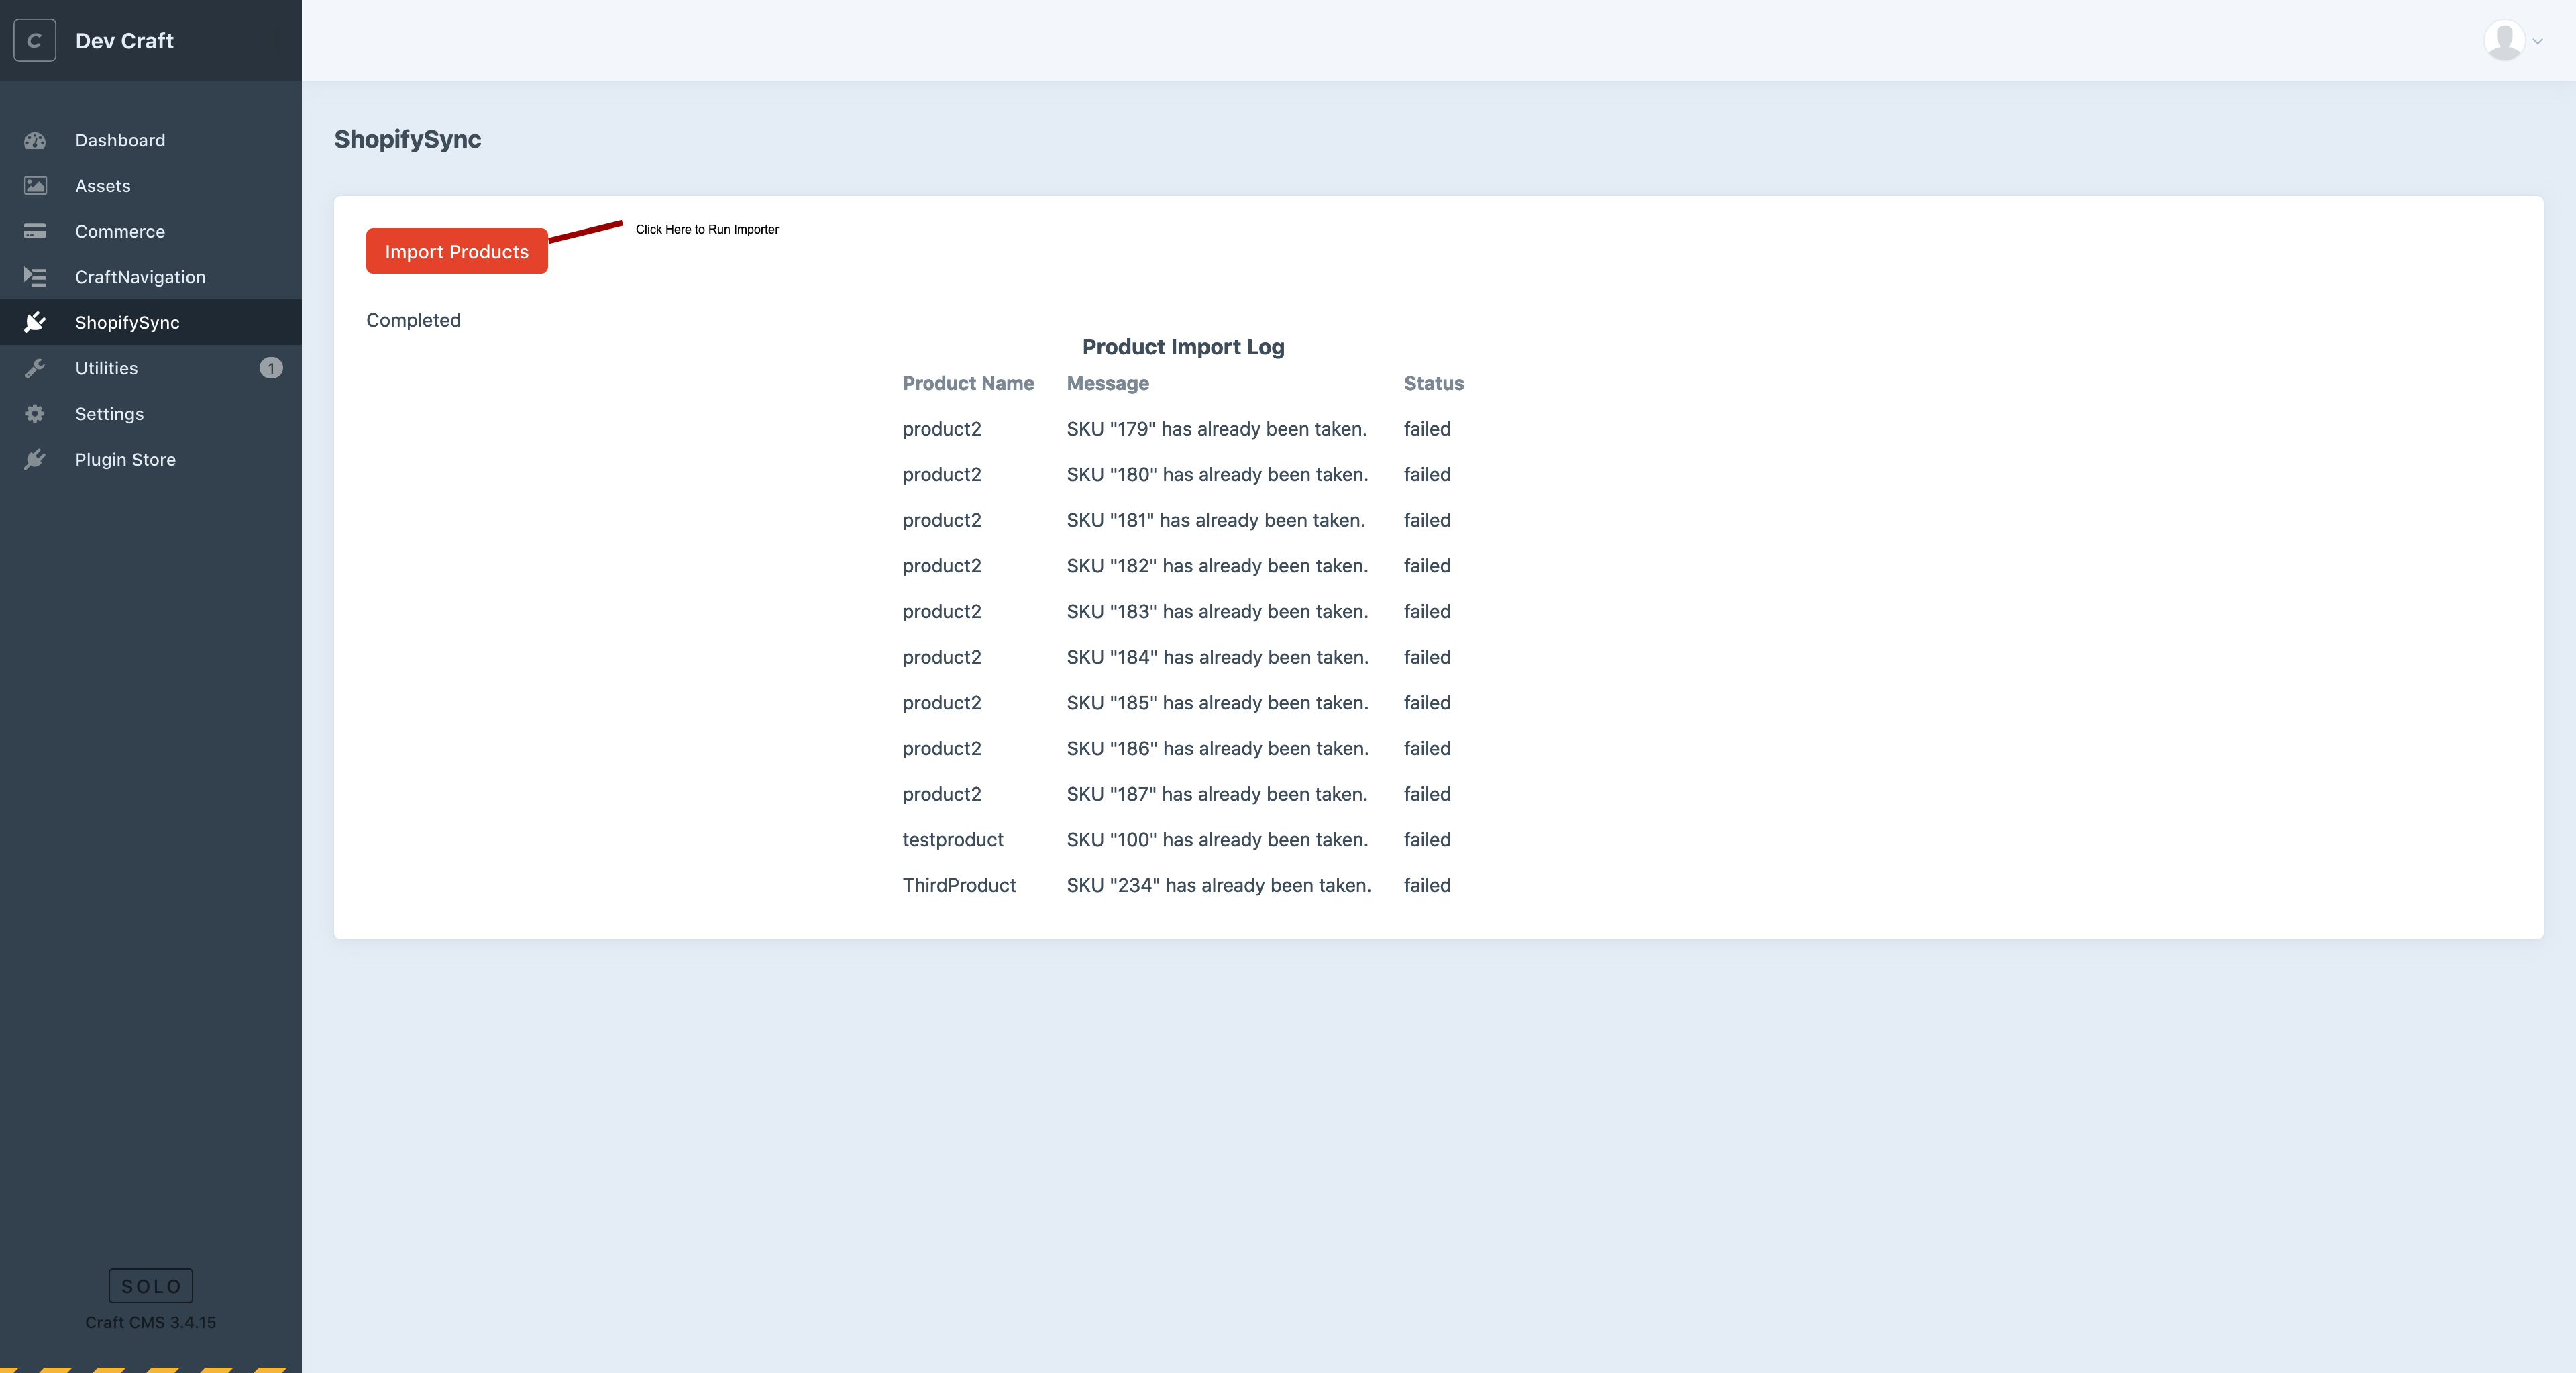 C Dev Craft
Dashboard
Assets
Commerce
CraftNavigation
ShopifySync
Utilities 1
Settings
Plugin Store
SOLO
Craft CMS 3.4.15
ShopifySync
Import Products
Click Here to Run Importer
Completed
Product Import Log
Product Name Message Status
product2 SKU "179" has already been taken. failed
product2 SKU "180" has already been taken. failed
product2 SKU "181" has already been taken. failed
product2 SKU "182" has already been taken. failed
product2 SKU "183" has already been taken. failed
product2 SKU "184" has already been taken. failed
product2 SKU "185" has already been taken. failed
product2 SKU "186" has already been taken. failed
product2 SKU "187" has already been taken. failed
testproduct SKU "100" has already been taken. failed
ThirdProduct SKU "234" has already been taken. failed